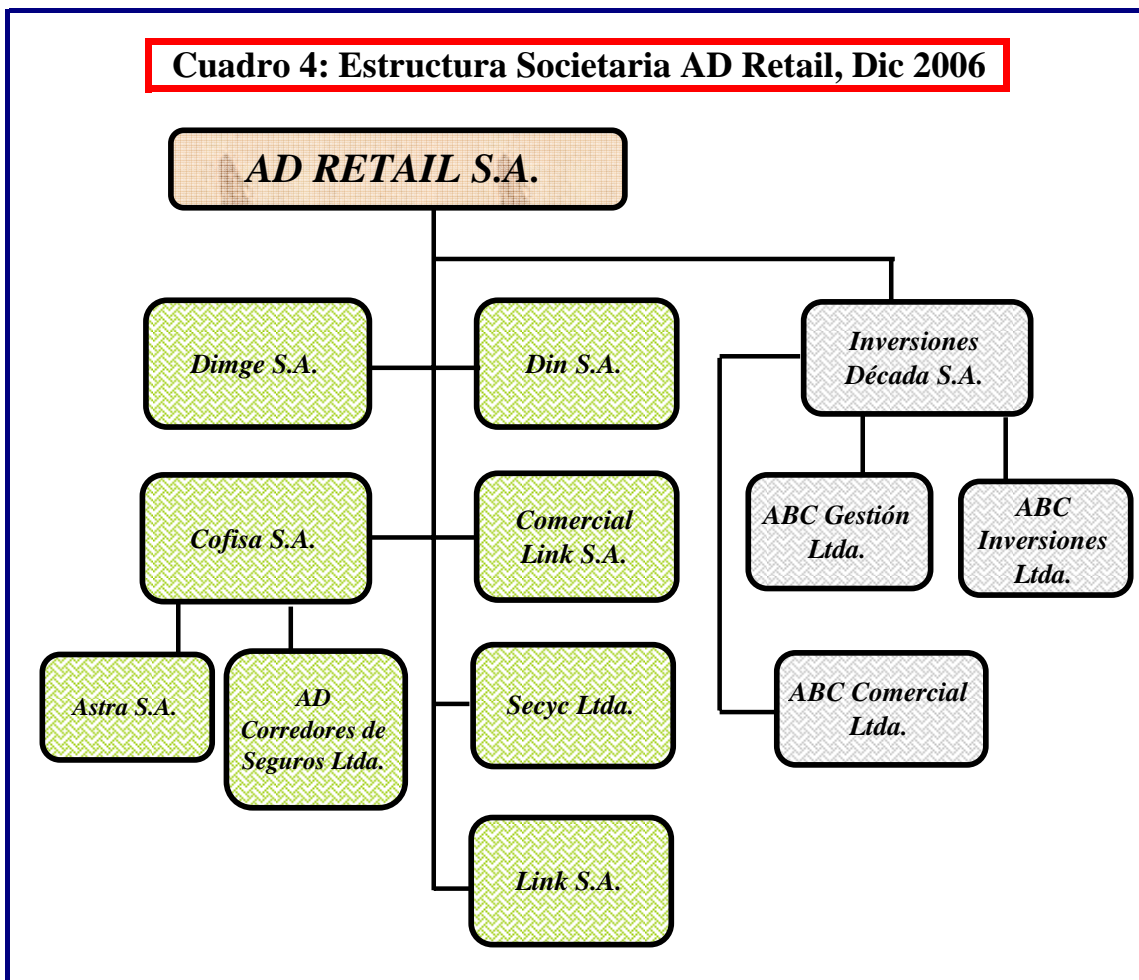 Cuadro 4: Estructura Societaria AD Retail, Dic 2006
AD RETAIL S.A.
Dimge S.A.
Din S.A.
Inversiones
Década S.A.
Cofisa S.A.
Comercial
Link S.A.
ABC Gestión
Ltda.
ABC
Inversiones
Ltda.
Astra S.A.
AD
Corredores de
Seguros Ltda.
Secyc Ltda.
ABC Comercial
Ltda.
Link S.A.